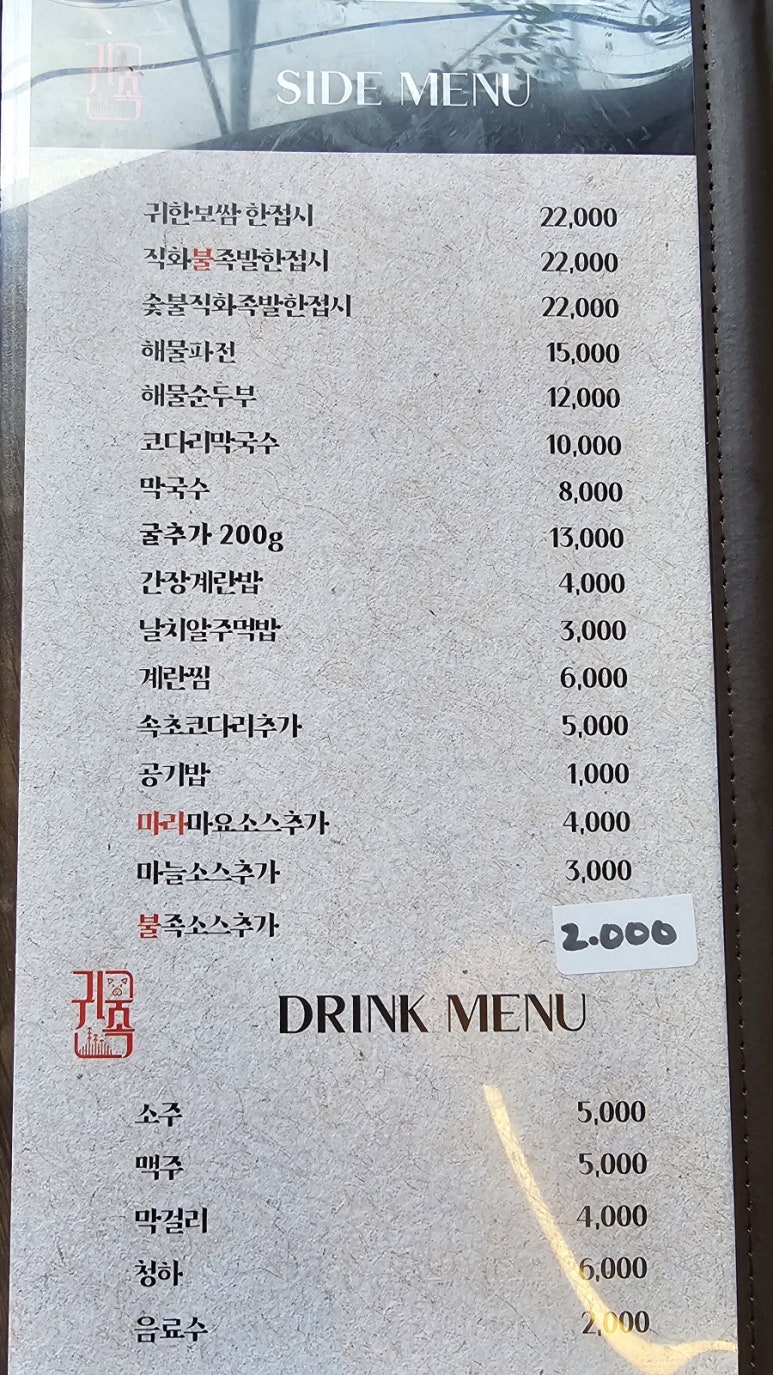 귀한족
SIDE MENU
귀한보쌈 한접시 22,000
직화불족발한접시 22,000
숯불직화족발한접시 22,000
해물파전 15,000
해물순두부 12,000
코다리막국수 10,000
막국수 8,000
굴추가 200g 13,000
간장계란밥 4,000
날치알주먹밥 3,000
계란찜 6,000
속초코다리추가 5,000
공기밥 1,000
미라마요소스추가 4,000
마늘소스추가 3,000
불족소스추가 2.000
DRINK MENU
소주 5,000
맥주 5,000
막걸리 4,000
청하 6,000
음료수 2,000